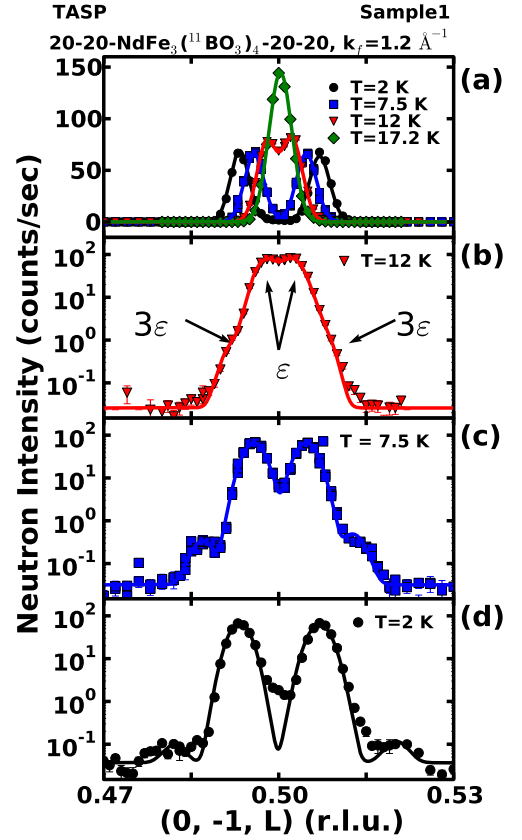 TASP Sample1
20-20-NdFe₃(¹¹BO₃)₄-20-20, k_f=1.2 Å⁻¹
Neutron Intensity (counts/sec)
150
100
50
0
T=2 K
T=7.5 K
T=12 K
T=17.2 K
(a)
10²
10¹
10⁰
10⁻¹
T=12 K
3ε
3ε
ε
(b)
10²
10¹
10⁰
10⁻¹
T = 7.5 K
(c)
10²
10¹
10⁰
10⁻¹
T=2 K
(d)
0.47 0.50 0.53
(0, -1, L) (r.l.u.)